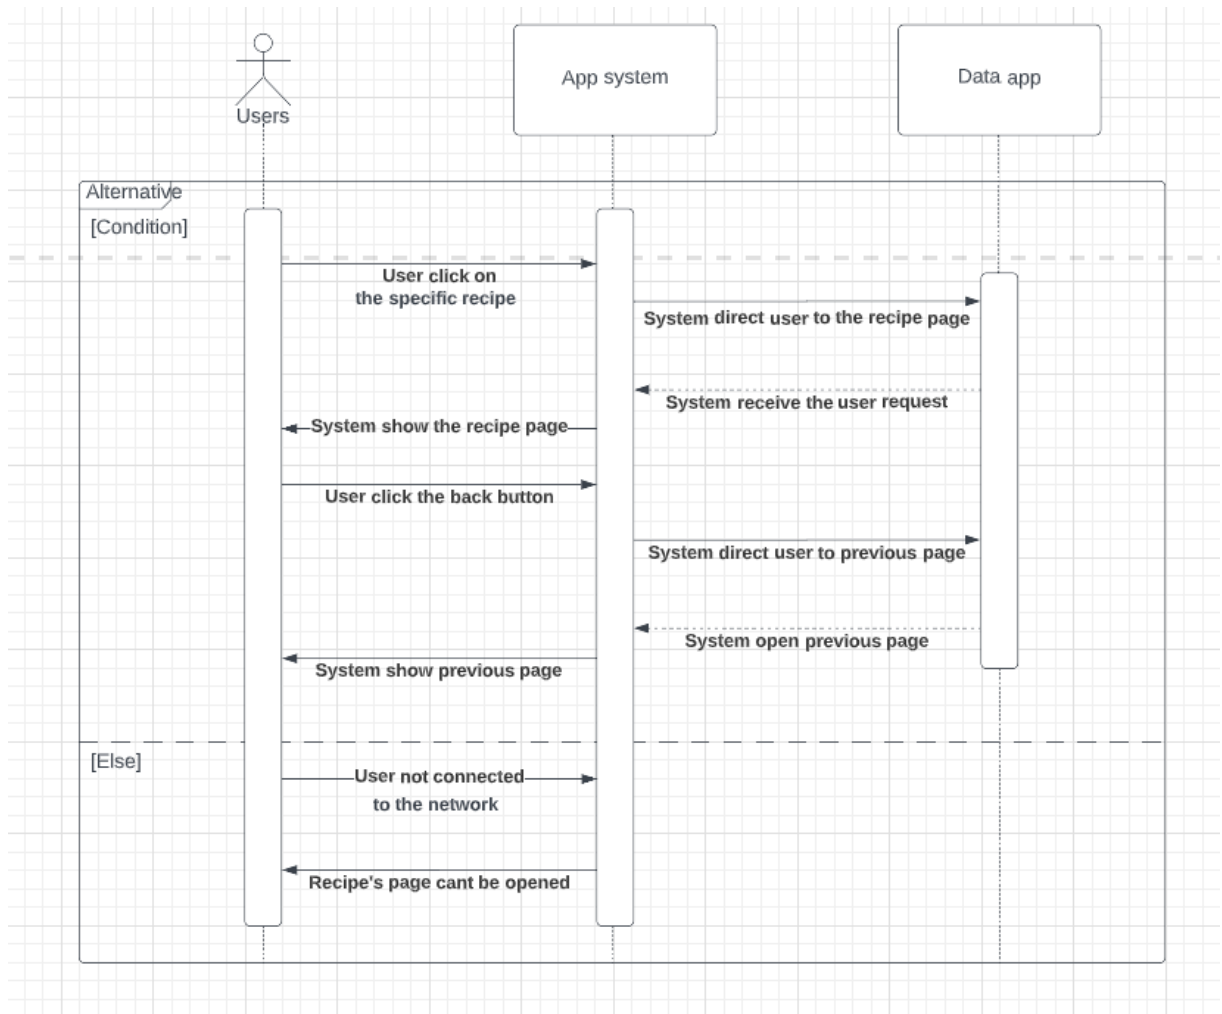 Users
App system
Data app
Alternative
[Condition]
User click on
the specific recipe
System direct user to the recipe page
System receive the user request
System show the recipe page
User click the back button
System direct user to previous page
System open previous page
System show previous page
[Else]
User not connected
to the network
Recipe's page cant be opened